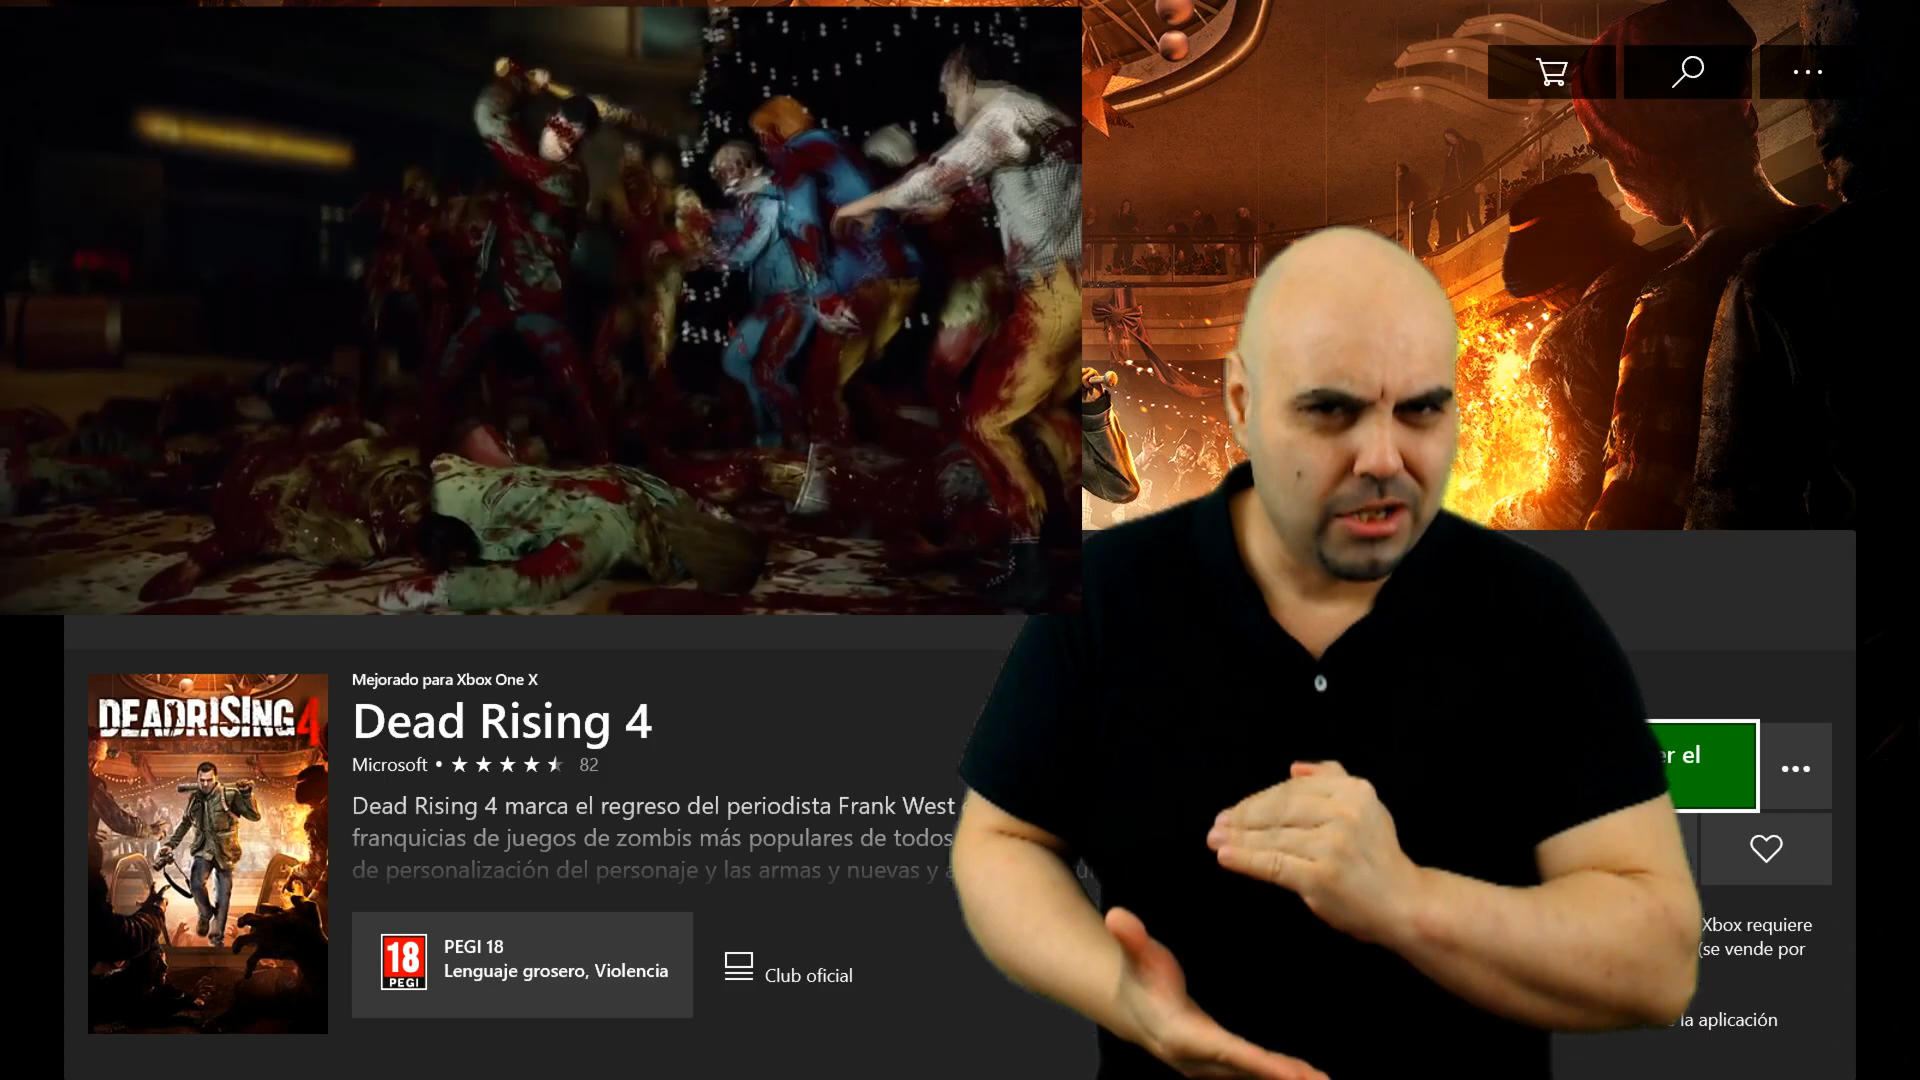 Mejorado para Xbox One X
DEADRISING 4
Dead Rising 4
Microsoft • 82
Dead Rising 4 marca el regreso del periodista Frank West
franquicias de juegos de zombis más populares de todos
de personalización del personaje y las armas y nuevas y
er el
18
PEGI
PEGI 18
Lenguaje grosero, Violencia
Club oficial
Xbox requiere
(se vende por
la aplicación